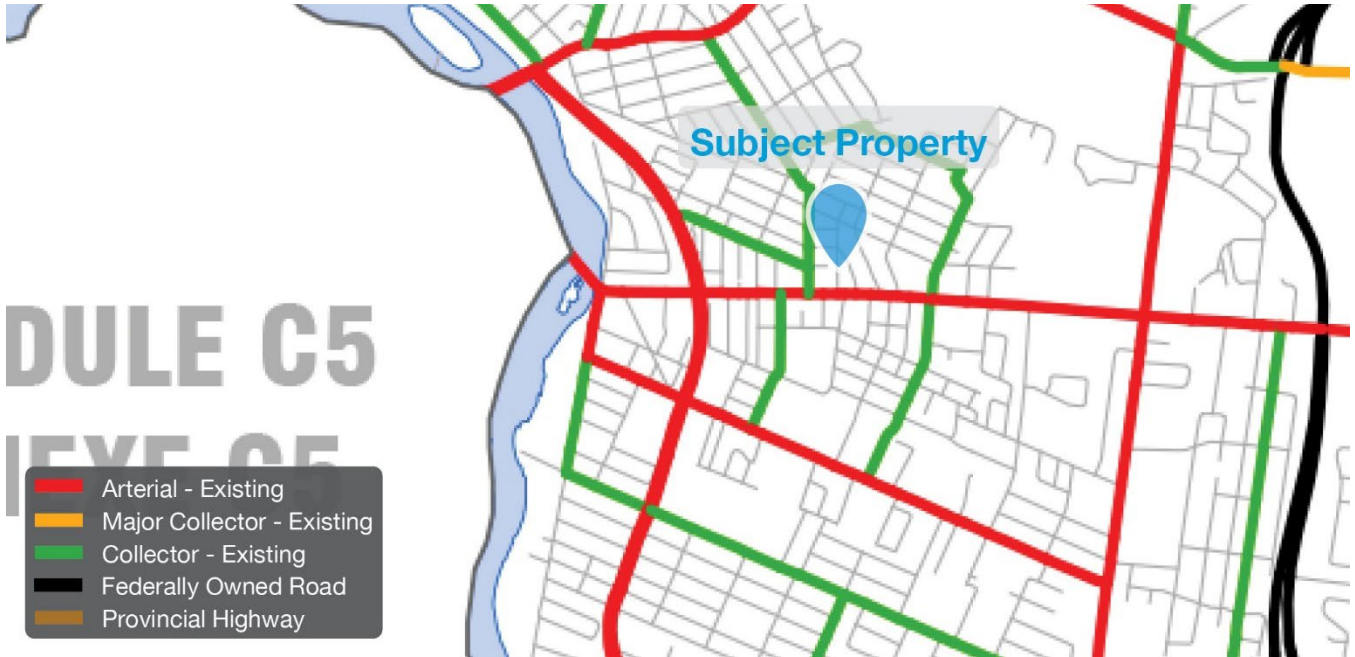 Subject Property
DULE C5
Arterial - Existing
Major Collector - Existing
Collector - Existing
Federally Owned Road
Provincial Highway